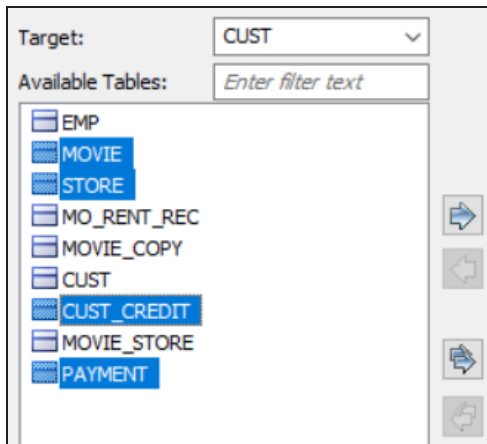 Target: CUST
Available Tables: Enter filter text
EMP
MOVIE
STORE
MO_RENT_REC
MOVIE_COPY
CUST
CUST_CREDIT
MOVIE_STORE
PAYMENT